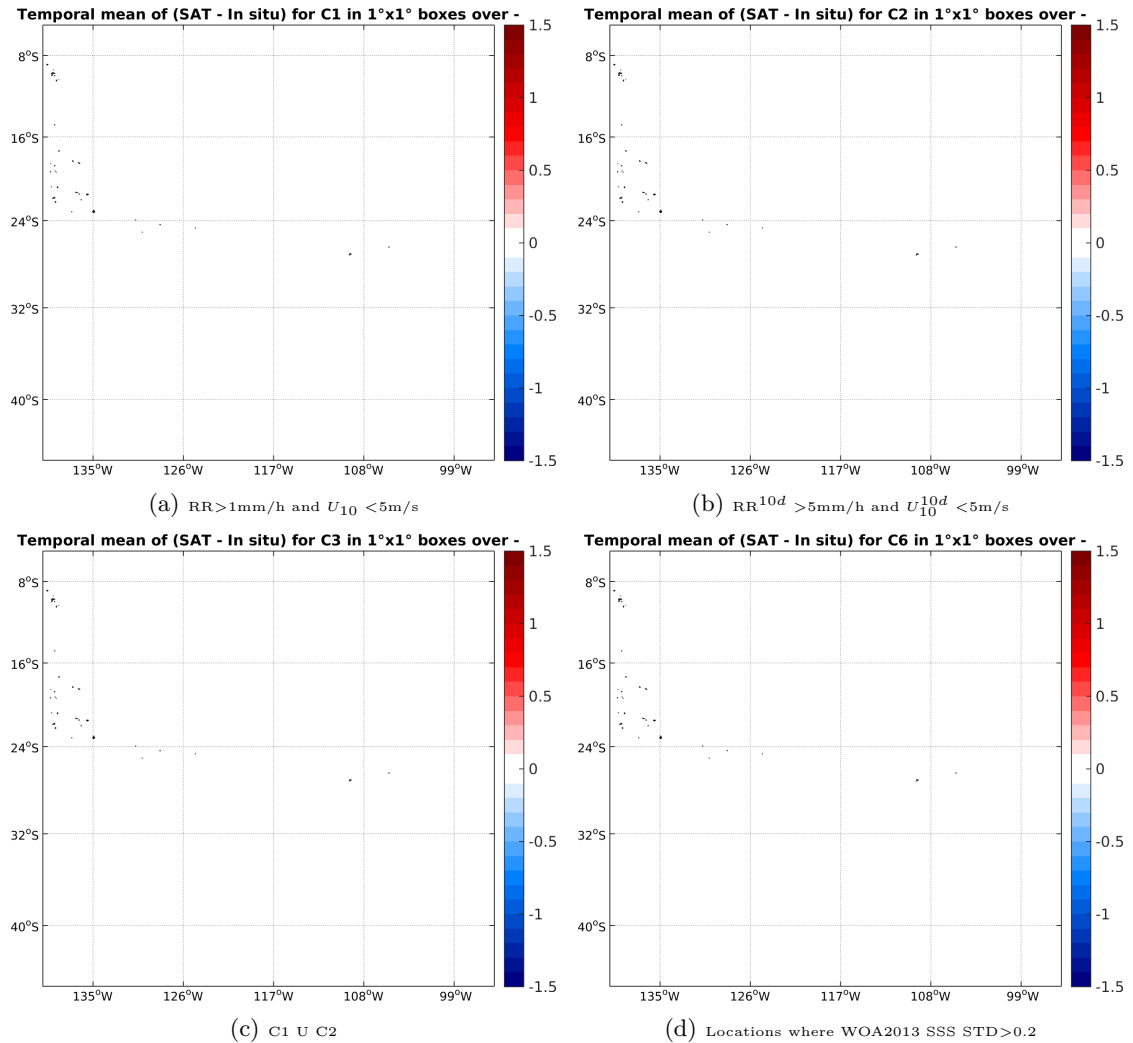 Temporal mean of (SAT - In situ) for C1 in 1°x1° boxes over -
8°S
16°S
24°S
32°S
40°S
135°W 126°W 117°W 108°W 99°W
1.5
1
0.5
0
-0.5
-1
-1.5
(a) RR>1mm/h and U₁₀ <5m/s
Temporal mean of (SAT - In situ) for C2 in 1°x1° boxes over -
8°S
16°S
24°S
32°S
40°S
135°W 126°W 117°W 108°W 99°W
1.5
1
0.5
0
-0.5
-1
-1.5
(b) RR^{10d} >5mm/h and U_{10}^{10d} <5m/s
Temporal mean of (SAT - In situ) for C3 in 1°x1° boxes over -
8°S
16°S
24°S
32°S
40°S
135°W 126°W 117°W 108°W 99°W
1.5
1
0.5
0
-0.5
-1
-1.5
(c) C1 U C2
Temporal mean of (SAT - In situ) for C6 in 1°x1° boxes over -
8°S
16°S
24°S
32°S
40°S
135°W 126°W 117°W 108°W 99°W
1.5
1
0.5
0
-0.5
-1
-1.5
(d) Locations where WOA2013 SSS STD>0.2